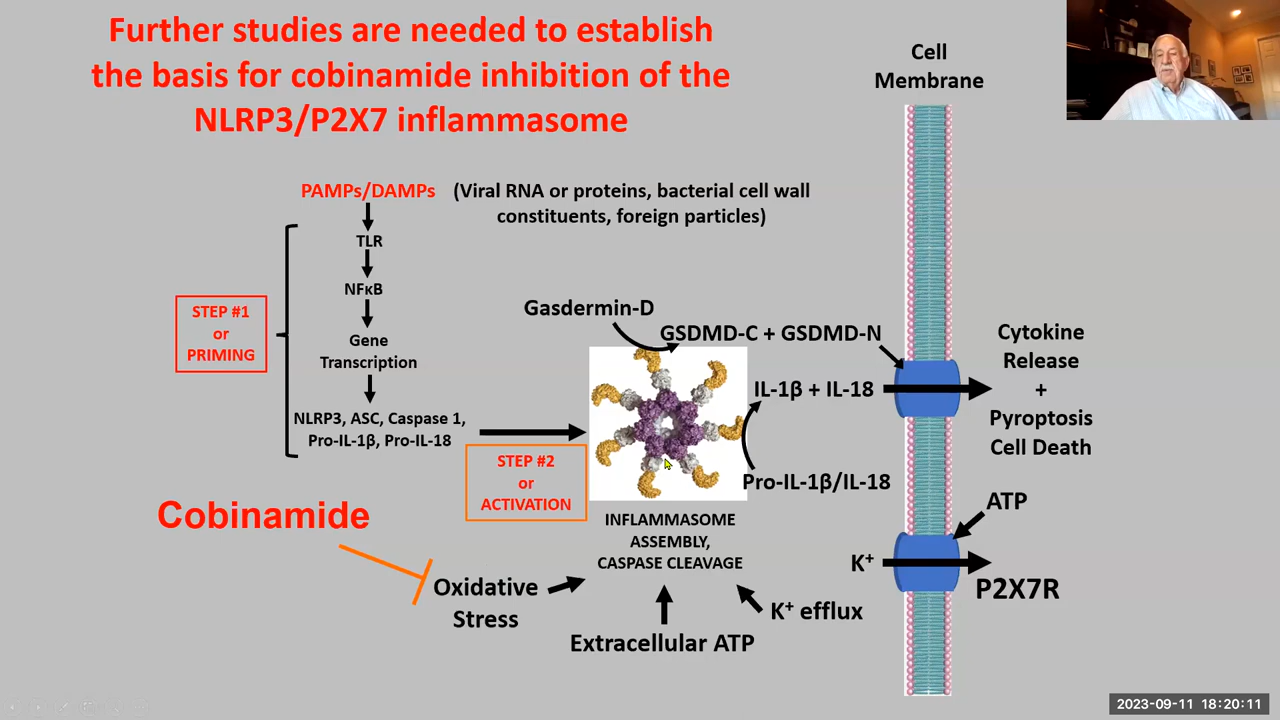 Further studies are needed to establish
the basis for cobinamide inhibition of the
NLRP3/P2X7 inflammasome
Cell
Membrane
PAMPs/DAMPs (Viral RNA or proteins, bacterial cell wall
constituents, foreign particles)
TLR
NFκB
Gene
Transcription
NLRP3, ASC, Caspase 1,
Pro-IL-1β, Pro-IL-18
STEP #1
or
PRIMING
STEP #2
or
ACTIVATION
Gasdermin-D
GSDMD-C + GSDMD-N
IL-1β + IL-18
Pro-IL-1β/IL-18
Cytokine
Release
+
Pyroptosis
Cell Death
INFLAMMASOME
ASSEMBLY,
CASPASE CLEAVAGE
Cobinamide
Oxidative
Stress
Extracellular ATP
K⁺ efflux
K⁺
ATP
P2X7R
2023-09-11 18:20:11